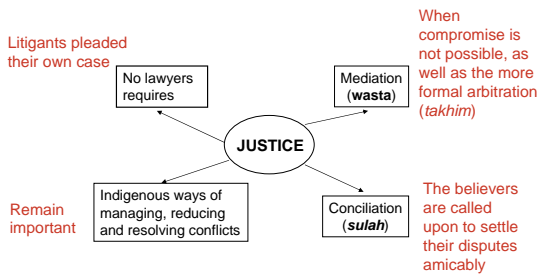 Litigants pleaded
their own case
No lawyers
requires
When
compromise is
not possible, as
well as the more
formal arbitration
(takhim)
Mediation
(wasta)
JUSTICE
Remain
important
Indigenous ways of
managing, reducing
and resolving conflicts
Conciliation
(sulah)
The believers
are called
upon to settle
their disputes
amicably